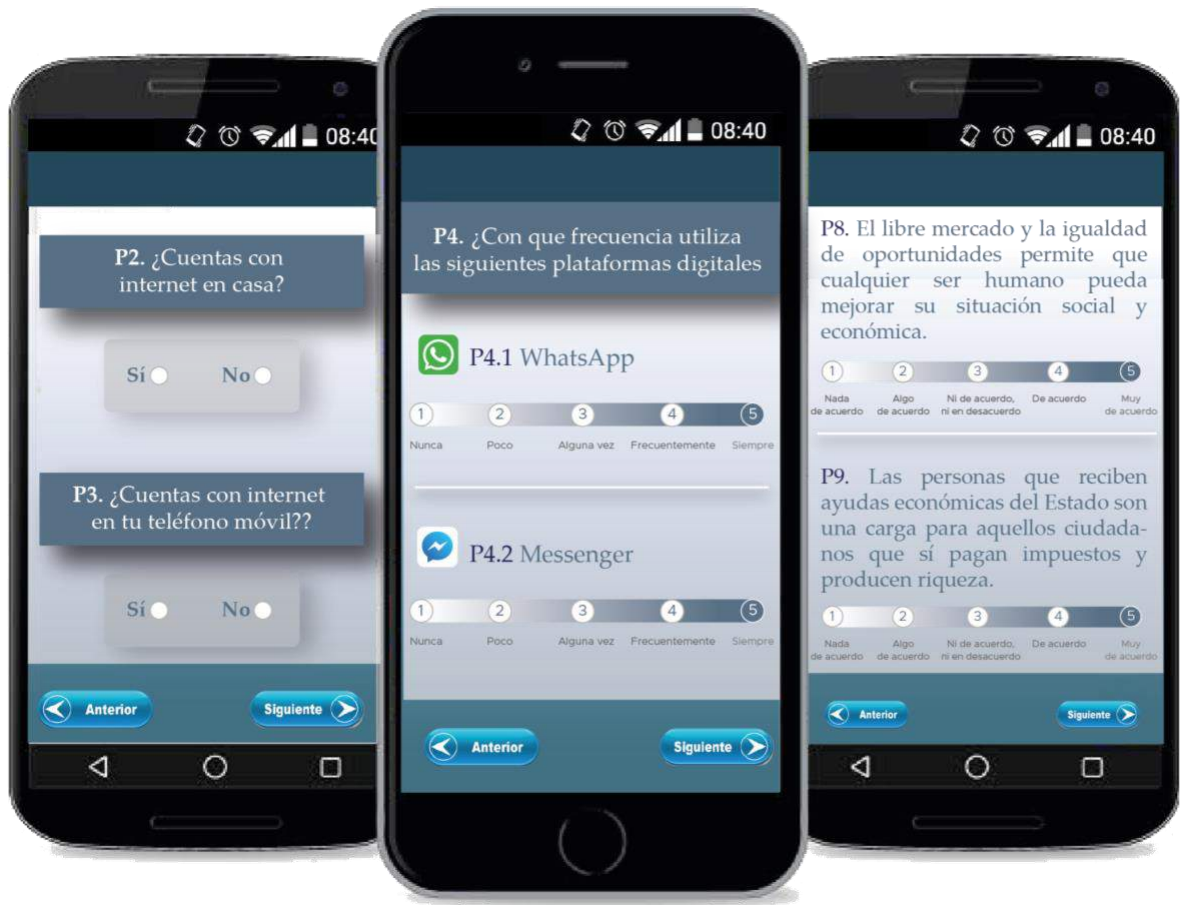 08:40
P2. ¿Cuentas con
internet en casa?
Sí No
P3. ¿Cuentas con internet
en tu teléfono móvil??
Sí No
Anterior Siguiente
08:40
P4. ¿Con que frecuencia utiliza
las siguientes plataformas digitales
P4.1 WhatsApp
1 2 3 4 5
Nunca Poco Alguna vez Frecuentemente Siempre
P4.2 Messenger
1 2 3 4 5
Nunca Poco Alguna vez Frecuentemente Siempre
Anterior Siguiente
08:40
P8. El libre mercado y la igualdad
de oportunidades permite que
cualquier ser humano pueda
mejorar su situación social y
económica.
1 2 3 4 5
Nada Algo Ni de acuerdo, De acuerdo Muy
de acuerdo de acuerdo ni en desacuerdo de acuerdo
P9. Las personas que reciben
ayudas económicas del Estado son
una carga para aquellos ciudada-
nos que sí pagan impuestos y
producen riqueza.
1 2 3 4 5
Nada Algo Ni de acuerdo, De acuerdo Muy
de acuerdo de acuerdo ni en desacuerdo de acuerdo
Anterior Siguiente